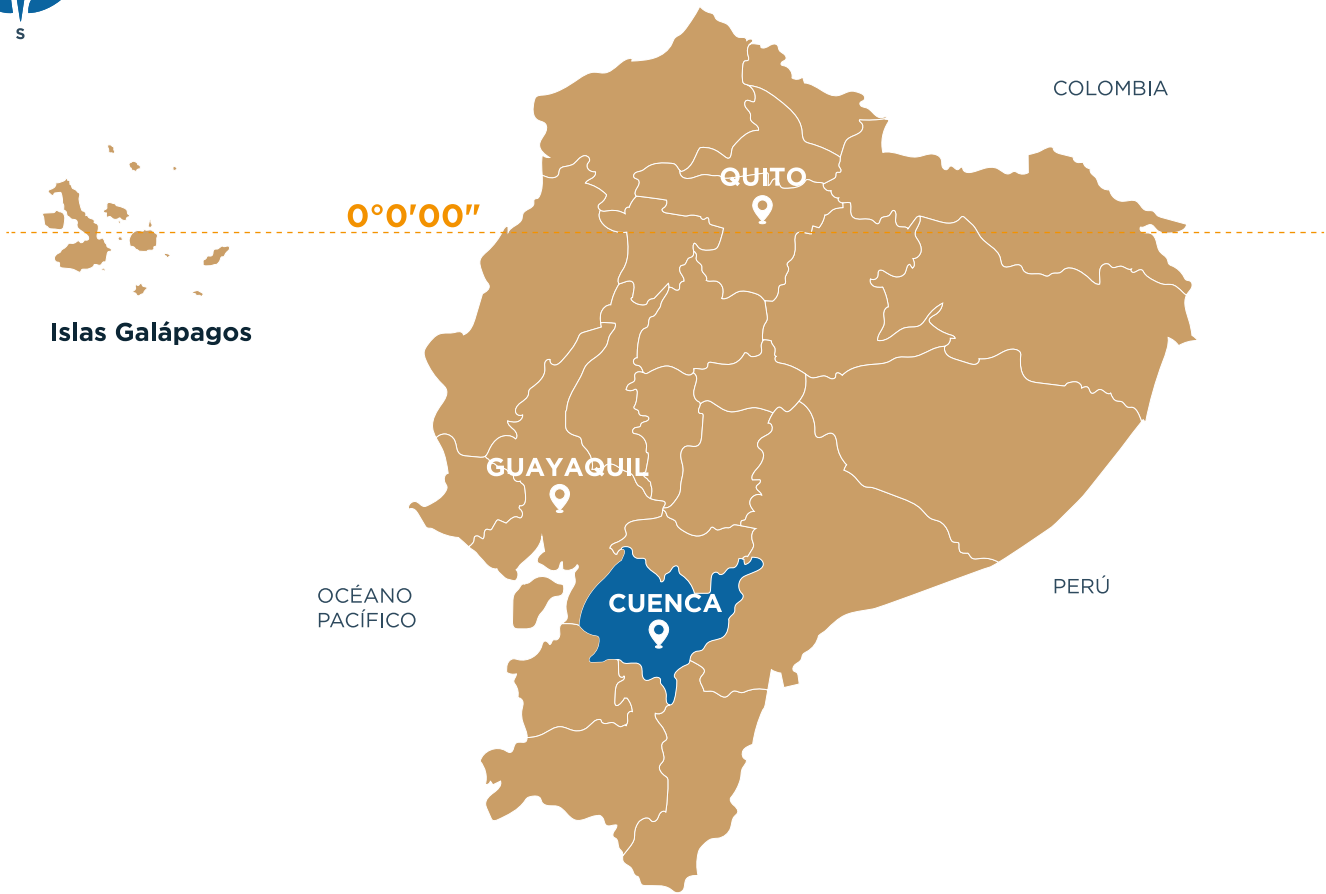 S
COLOMBIA
QUITO
0°0'00"
Islas Galápagos
GUAYAQUIL
OCÉANO
PACÍFICO
PERÚ
CUENCA